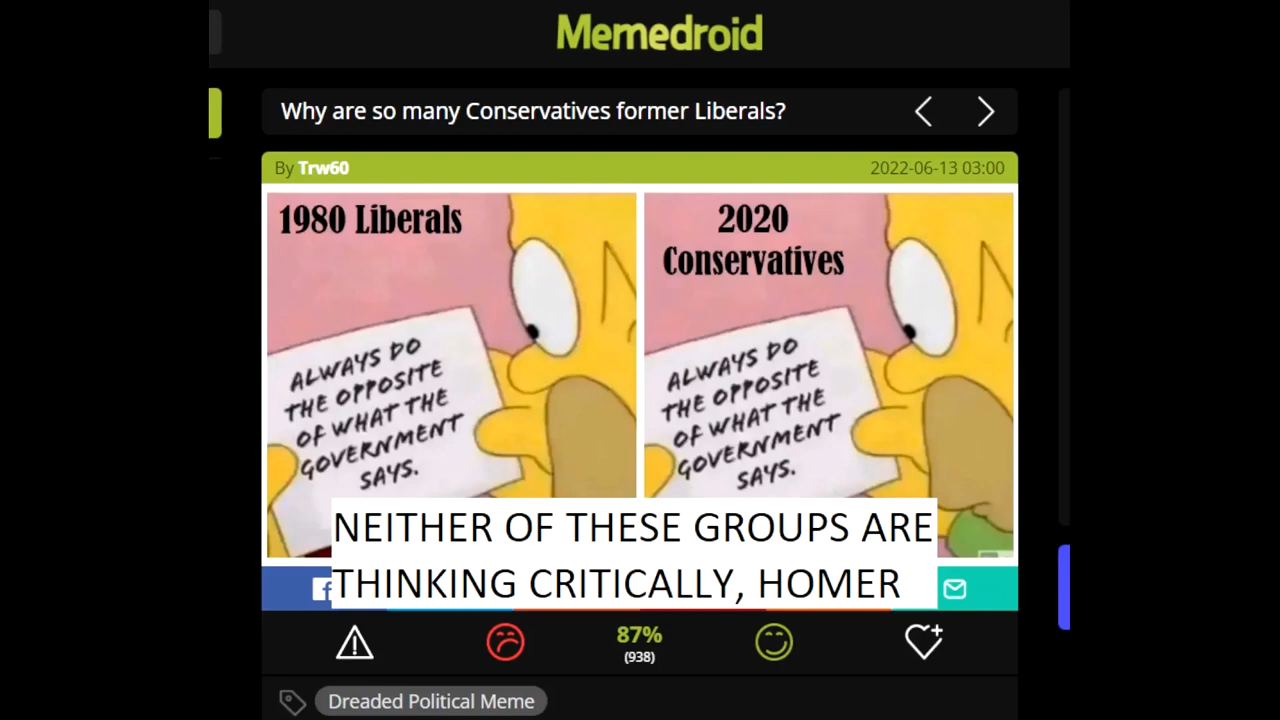 Memedroid
Why are so many Conservatives former Liberals?
By Trw60
2022-06-13 03:00
1980 Liberals
ALWAYS DO
THE OPPOSITE
OF WHAT THE
GOVERNMENT
SAYS.
2020
Conservatives
ALWAYS DO
THE OPPOSITE
OF WHAT THE
GOVERNMENT
SAYS.
NEITHER OF THESE GROUPS ARE
THINKING CRITICALLY, HOMER
87%
(938)
Dreaded Political Meme